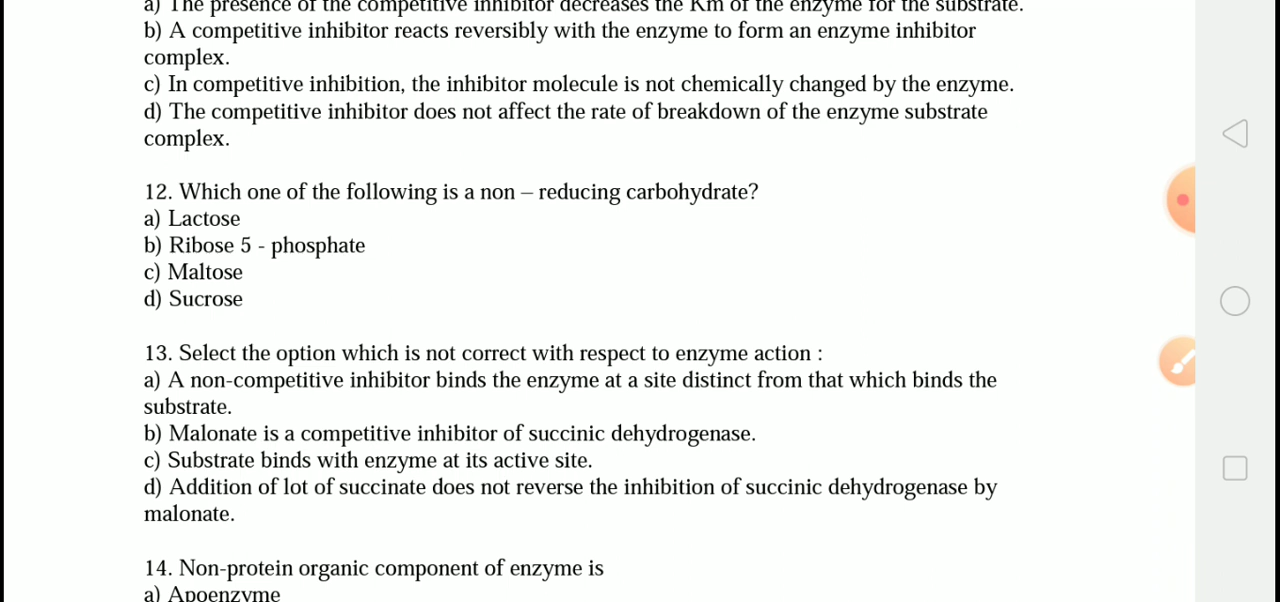 a) The presence of the competitive inhibitor decreases the Km of the enzyme for the substrate.
b) A competitive inhibitor reacts reversibly with the enzyme to form an enzyme inhibitor
complex.
c) In competitive inhibition, the inhibitor molecule is not chemically changed by the enzyme.
d) The competitive inhibitor does not affect the rate of breakdown of the enzyme substrate
complex.
12. Which one of the following is a non – reducing carbohydrate?
a) Lactose
b) Ribose 5 - phosphate
c) Maltose
d) Sucrose
13. Select the option which is not correct with respect to enzyme action :
a) A non-competitive inhibitor binds the enzyme at a site distinct from that which binds the
substrate.
b) Malonate is a competitive inhibitor of succinic dehydrogenase.
c) Substrate binds with enzyme at its active site.
d) Addition of lot of succinate does not reverse the inhibition of succinic dehydrogenase by
malonate.
14. Non-protein organic component of enzyme is
a) Apoenzyme